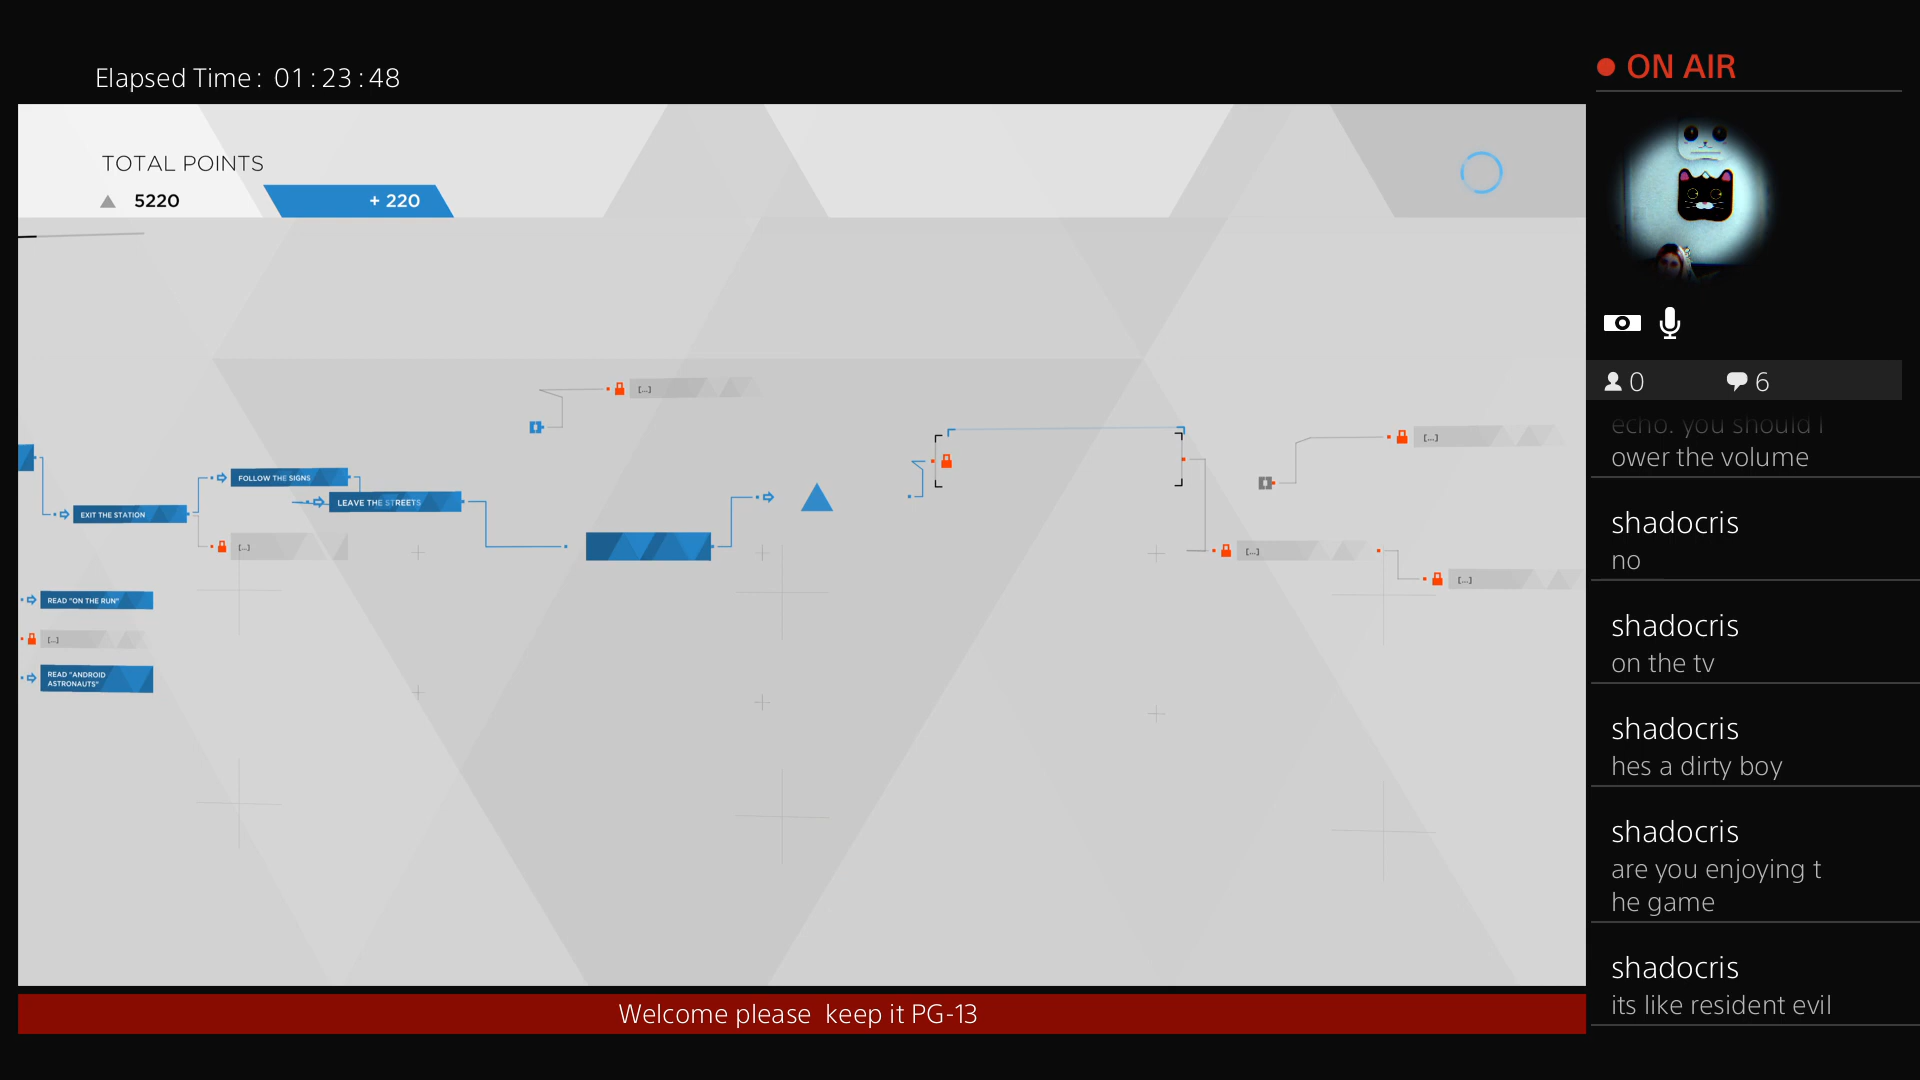 Elapsed Time: 01:23:48
ON AIR
TOTAL POINTS
5220
+ 220
0
6
echo. you should l
ower the volume
shadocris
no
shadocris
on the tv
shadocris
hes a dirty boy
shadocris
are you enjoying t
he game
shadocris
its like resident evil
[...]
[...]
FOLLOW THE SIGNS
LEAVE THE STREETS
EXIT THE STATION
[...]
[...]
[...]
READ "ON THE RUN"
[...]
READ "ANDROID
ASTRONAUTS"
Welcome please  keep it PG-13